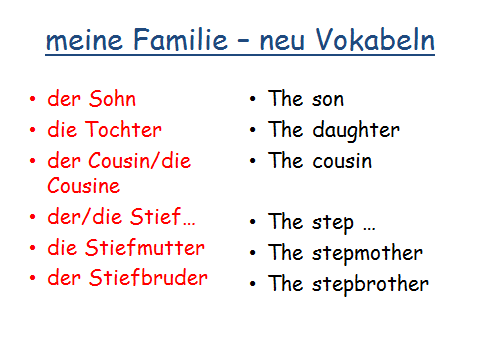 meine Familie – neu Vokabeln
• der Sohn
• die Tochter
• der Cousin/die
Cousine
• der/die Stief…
• die Stiefmutter
• der Stiefbruder
• The son
• The daughter
• The cousin
• The step …
• The stepmother
• The stepbrother